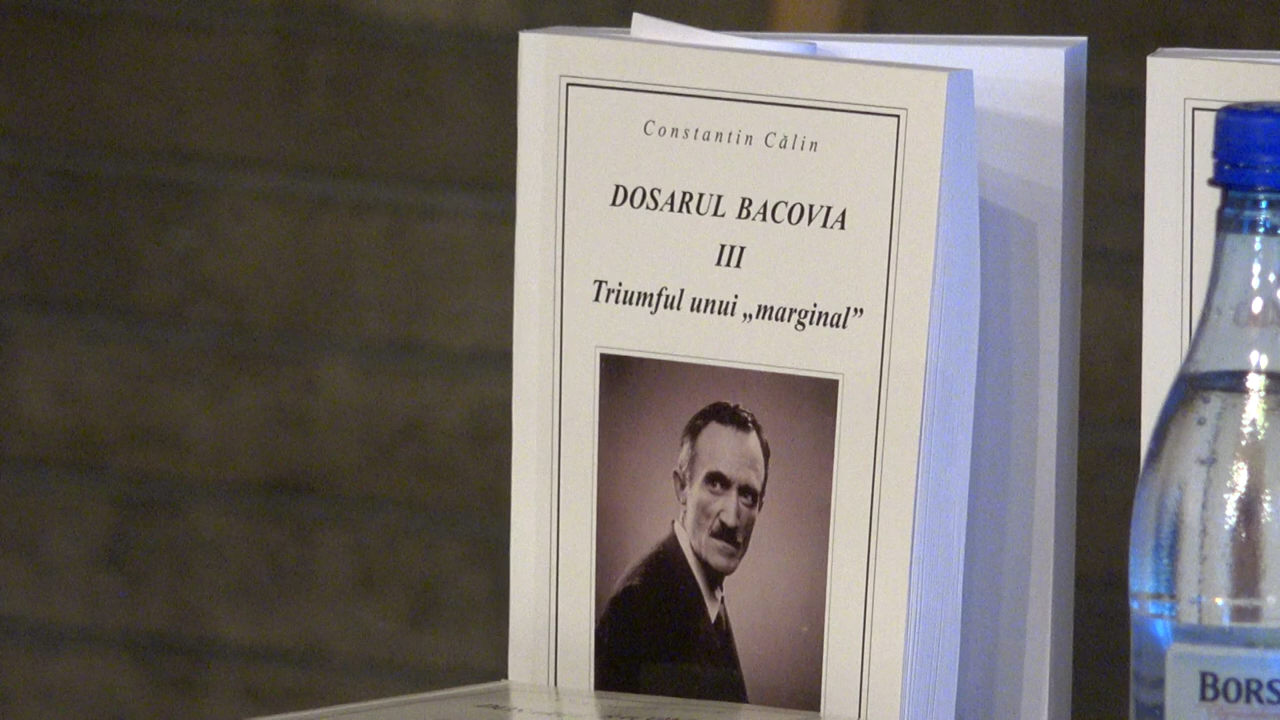 Constantin Călin
DOSARUL BACOVIA
III
Triumful unui „marginal”
BORS